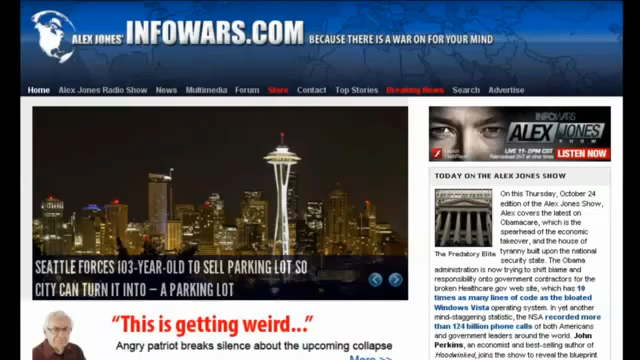 ALEX JONES' INFOWARS.COM BECAUSE THERE IS A WAR ON FOR YOUR MIND
Home Alex Jones Radio Show News Multimedia Forum Store Contact Top Stories Breaking News Search Advertise
SEATTLE FORCES 103-YEAR-OLD TO SELL PARKING LOT SO
CITY CAN TURN IT INTO – A PARKING LOT
"This is getting weird..."
Angry patriot breaks silence about the upcoming collapse
More >>
INFOWARS
ALEX JONES
SHOW
LIVE 11-2PM CST
LISTEN NOW
TODAY ON THE ALEX JONES SHOW
On this Thursday, October 24
edition of the Alex Jones Show,
Alex covers the latest on
Obamacare, which is the
spearhead of the economic
takeover, and the house of
The Predatory Elite
tyranny built upon the national
security state. The Obama
administration is now trying to shift blame and
responsibility onto government contractors for the
broken Healthcare.gov web site, which has 10
times as many lines of code as the bloated
Windows Vista operating system. In yet another
mind-staggering statistic, the NSA recorded more
than 124 billion phone calls of both Americans
and government leaders around the world. John
Perkins, an economist and best-selling author of
Hoodwinked, joins the show to reveal the blueprint